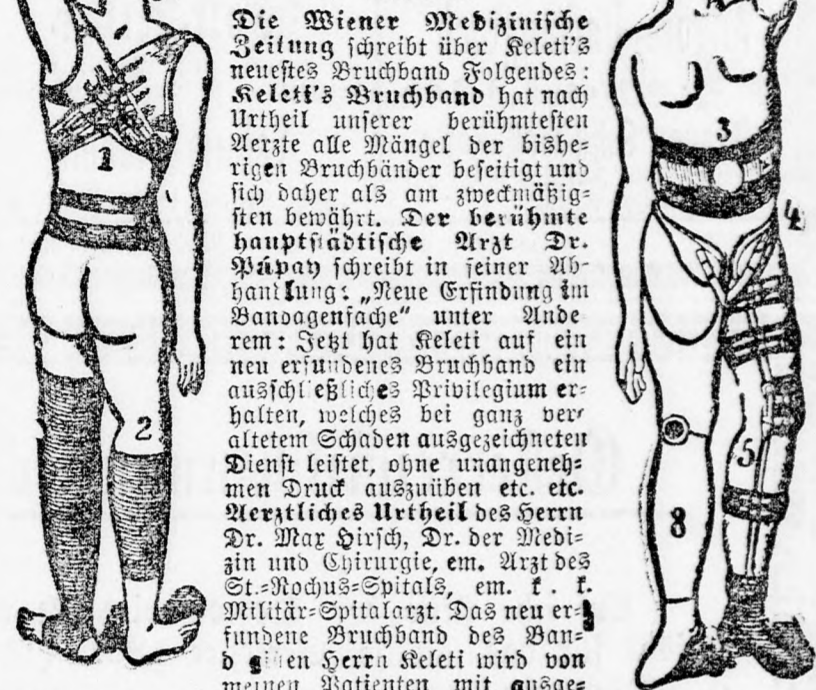 Die Wiener Medizinische
Zeitung schreibt über Keleti's
neuestes Bruchband Folgendes:
Keleti's Bruchband hat nach
Urtheil unserer berühmtesten
Aerzte alle Mängel der bishe-
rigen Bruchbänder beseitigt und
sich daher als am zweckmäßig-
sten bewährt. Der berühmte
hauptstädtische Arzt Dr.
Pápay schreibt in seiner Ab-
handlung: „Neue Erfindung im
Bandagenfache" unter Ande
rem: Jetzt hat Keleti auf ein
neu erfundenes Bruchband ein
ausschließliches Privilegium er-
halten, welches bei ganz ver-
altetem Schaden ausgezeichneten
Dienst leistet, ohne unangeneh-
men Druck auszuüben etc. etc.
Aerztliches Urtheil des Herrn
Dr. Max Hirsch, Dr. der Medi-
zin und Chirurgie, em. Arzt des
St.-Rochus-Spitals, em. k. k.
Militär-Spitalarzt. Das neu er-
fundene Bruchband des Ban-
Herrn Keleti wird von
meinen Patienten mit ausge-
1
2
3
4
5
8